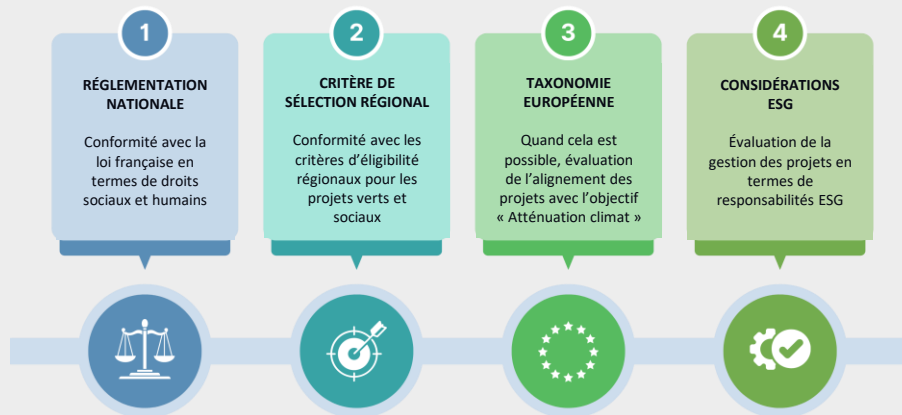 1
RÉGLEMENTATION
NATIONALE
Conformité avec la
loi française en
termes de droits
sociaux et humains
2
CRITÈRE DE
SÉLECTION RÉGIONAL
Conformité avec les
critères d'éligibilité
régionaux pour les
projets verts et
sociaux
3
TAXONOMIE
EUROPÉENNE
Quand cela est
possible, évaluation
de l'alignement des
projets avec l'objectif
« Atténuation climat »
4
CONSIDÉRATIONS
ESG
Évaluation de la
gestion des projets en
termes de
responsabilités ESG